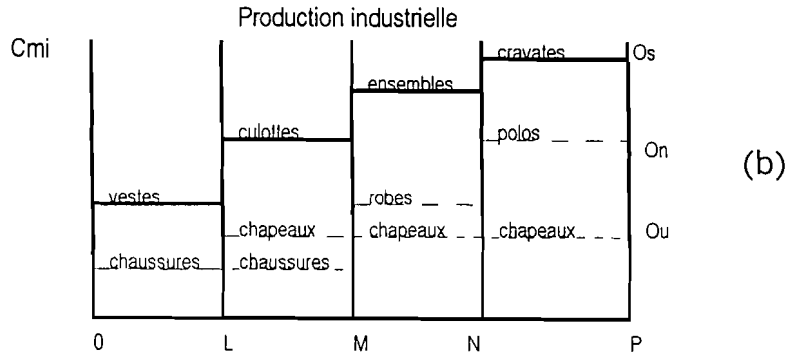 Production industrielle
Cmi
cravates
Os
ensembles
culottes
polos
On
(b)
vestes
robes
chapeaux
chapeaux
chapeaux
Ou
chaussures
chaussures
0 L M N P